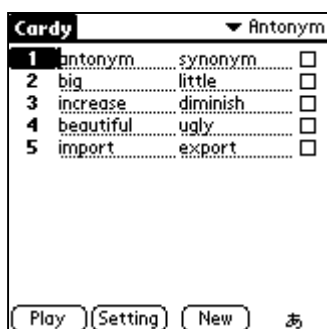 Cardy Antonym
1 antonym synonym
2 big little
3 increase diminish
4 beautiful ugly
5 import export
Play Setting New あ